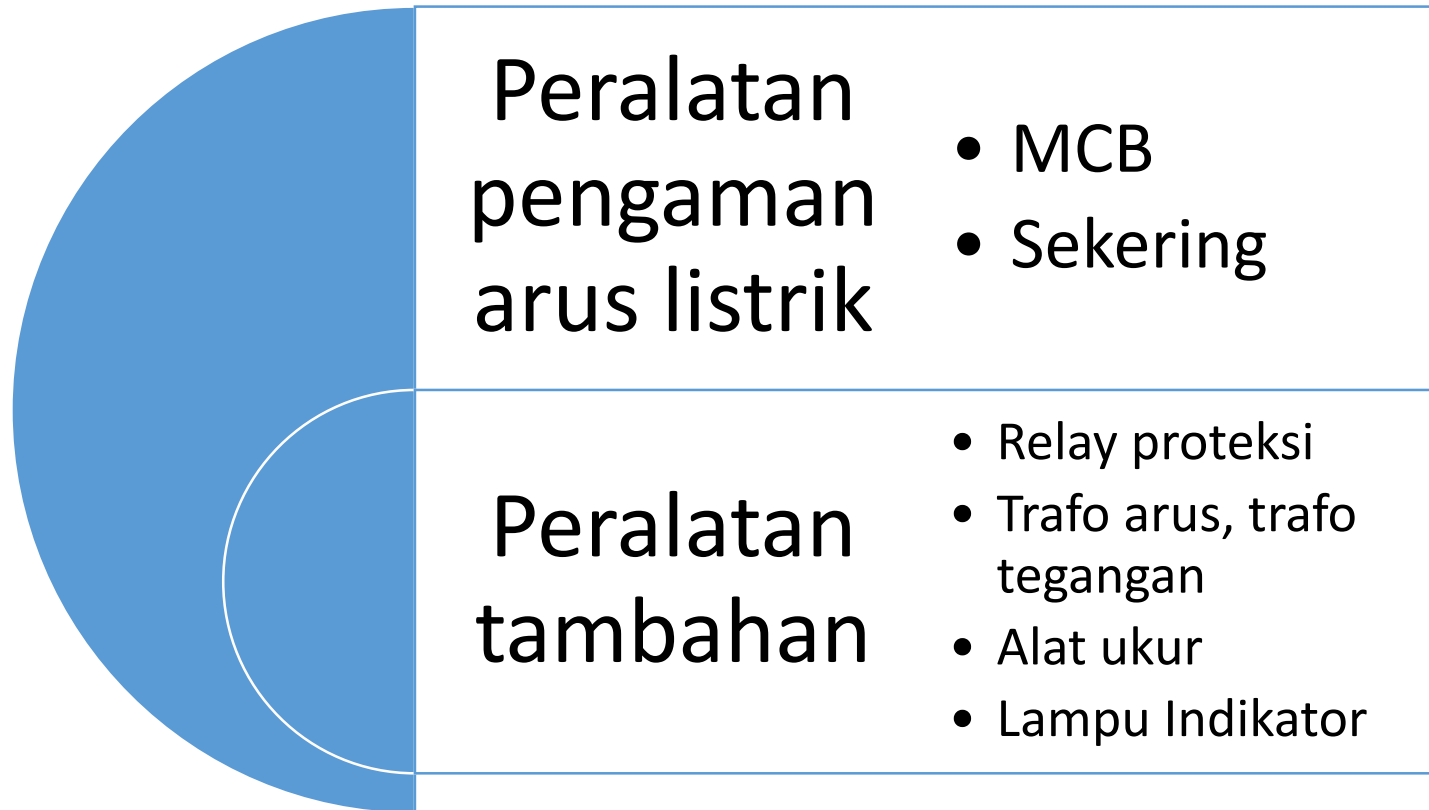 Peralatan
pengaman
arus listrik
• MCB
• Sekering
Peralatan
tambahan
• Relay proteksi
• Trafo arus, trafo
tegangan
• Alat ukur
• Lampu Indikator